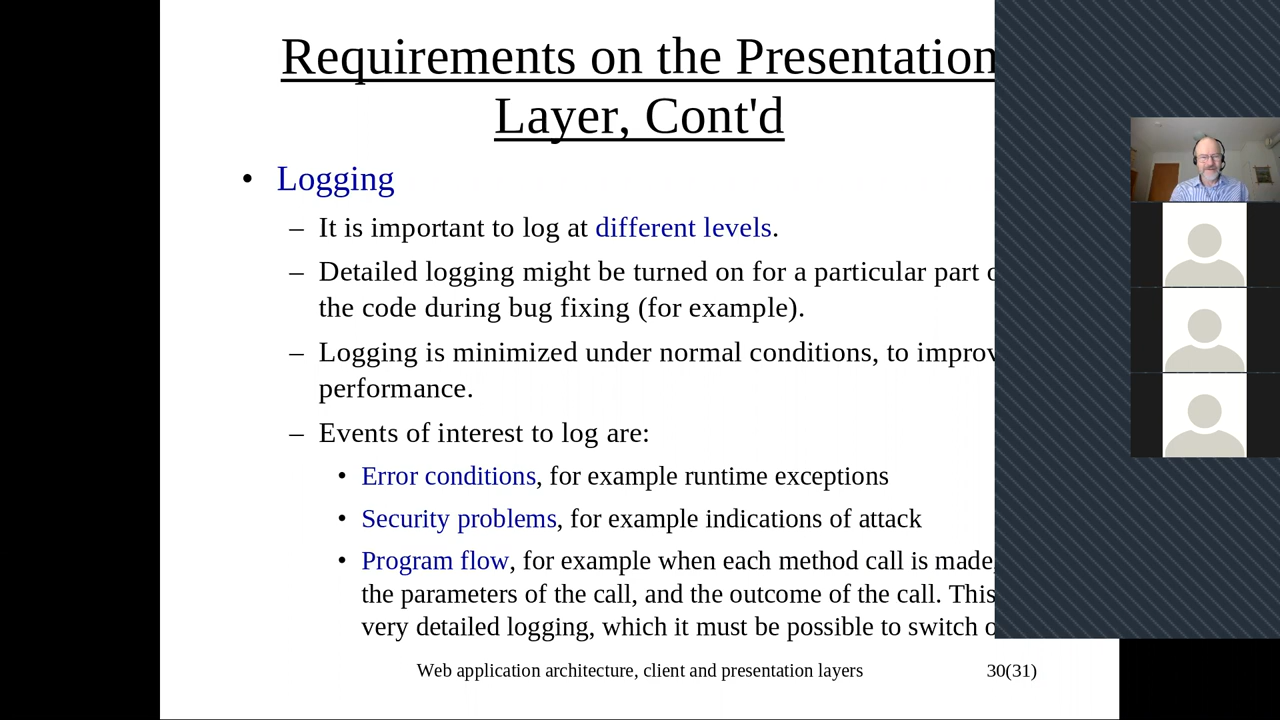 Requirements on the Presentation
Layer, Cont'd
• Logging
– It is important to log at different levels.
– Detailed logging might be turned on for a particular part
the code during bug fixing (for example).
– Logging is minimized under normal conditions, to
performance.
– Events of interest to log are:
• Error conditions, for example runtime exceptions
• Security problems, for example indications of attack
• Program flow, for example when each method call is made,
the parameters of the call, and the outcome of the call. This
very detailed logging, which it must be possible to switch
Web application architecture, client and presentation layers 30(31)